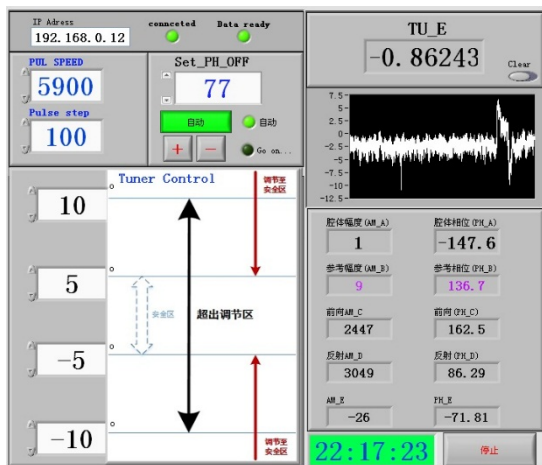 IP Adress
connceted
Data ready
192.168.0.12
PUL SPEED
5900
Pulse step
100
Set_PH_OFF
77
自动
自动
+
−
Go on...
Tuner Control
调节至
安全区
10
5
-5
-10
安全区
超出调节区
调节至
安全区
TU_E
-0.86243
Clear
7.5
5
2.5
0
-2.5
-5
-7.5
-10
-12.5
腔体幅度(AM_A)
腔体相位(PH_A)
1
-147.6
参考幅度(AM_B)
参考相位(PH_B)
9
136.7
前向AM_C
前向(PH_C)
2447
162.5
反射AM_D
反射(PH_D)
3049
86.29
AM_E
PH_E
-26
-71.81
22:17:23
停止